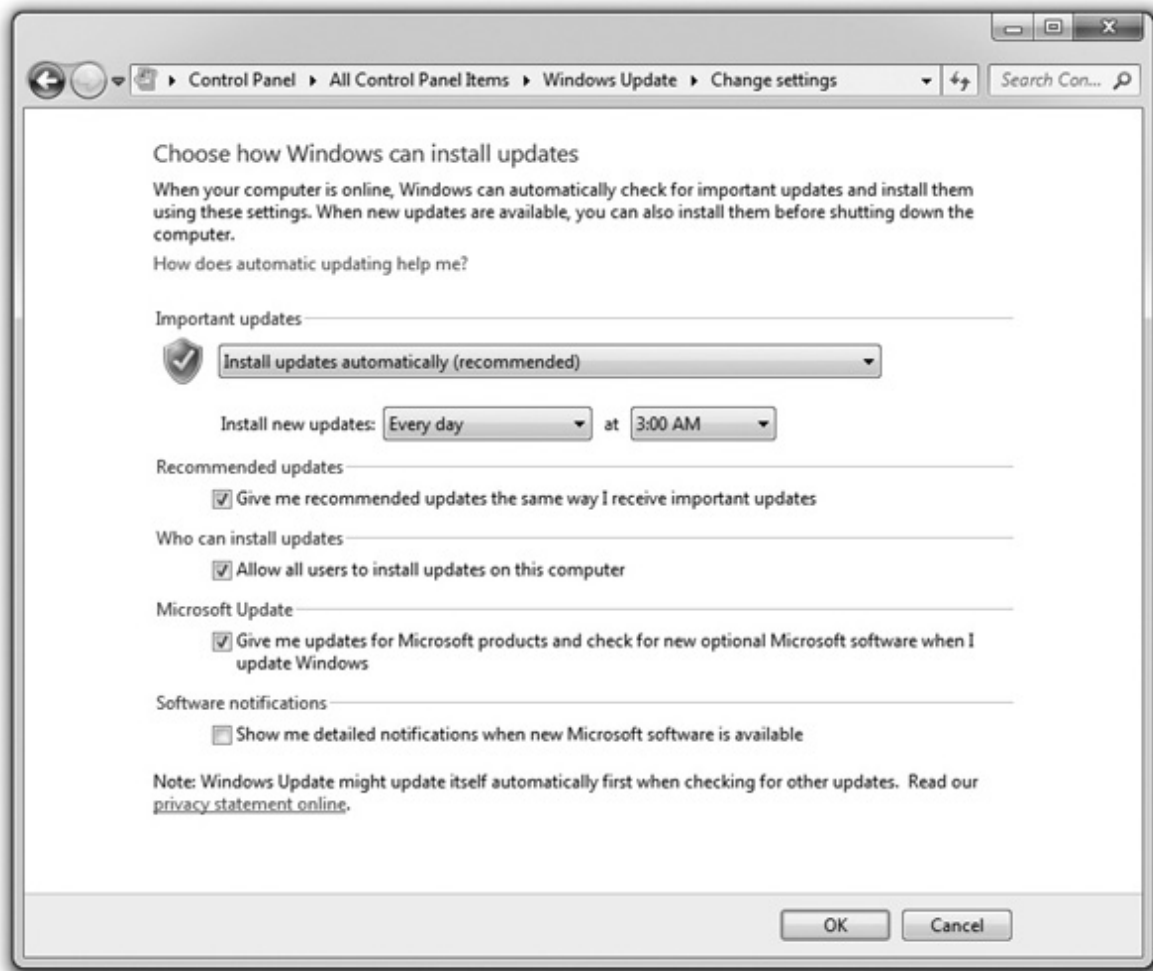 Control Panel ▸ All Control Panel Items ▸ Windows Update ▸ Change settings
Search Con...
Choose how Windows can install updates
When your computer is online, Windows can automatically check for important updates and install them
using these settings. When new updates are available, you can also install them before shutting down the
computer.
How does automatic updating help me?
Important updates
Install updates automatically (recommended)
Install new updates: Every day at 3:00 AM
Recommended updates
Give me recommended updates the same way I receive important updates
Who can install updates
Allow all users to install updates on this computer
Microsoft Update
Give me updates for Microsoft products and check for new optional Microsoft software when I
update Windows
Software notifications
Show me detailed notifications when new Microsoft software is available
Note: Windows Update might update itself automatically first when checking for other updates.  Read our
privacy statement online.
OK Cancel